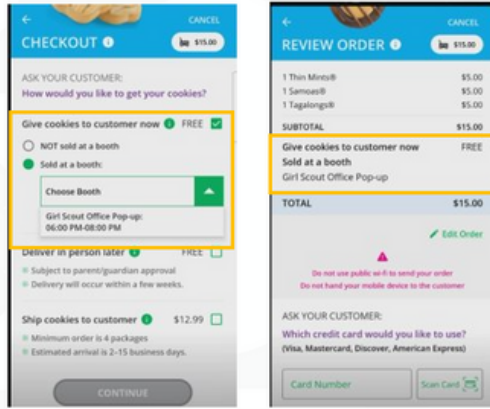 CANCEL
CHECKOUT
$15.00
ASK YOUR CUSTOMER:
How would you like to get your cookies?
Give cookies to customer now FREE
NOT sold at a booth
Sold at a booth:
Choose Booth
Girl Scout Office Pop-up:
06:00 PM-08:00 PM
Deliver in person later FREE
Subject to parent/guardian approval
Delivery will occur within a few weeks.
Ship cookies to customer $12.99
Minimum order is 4 packages
Estimated arrival is 2–15 business days.
CONTINUE
CANCEL
REVIEW ORDER
$15.00
1 Thin Mints® $5.00
1 Samoas® $5.00
1 Tagalongs® $5.00
SUBTOTAL $15.00
Give cookies to customer now FREE
Sold at a booth
Girl Scout Office Pop-up
TOTAL $15.00
Edit Order
Do not use public wi-fi to send your order
Do not hand your mobile device to the customer
ASK YOUR CUSTOMER:
Which credit card would you like to use?
(Visa, Mastercard, Discover, American Express)
Card Number Scan Card